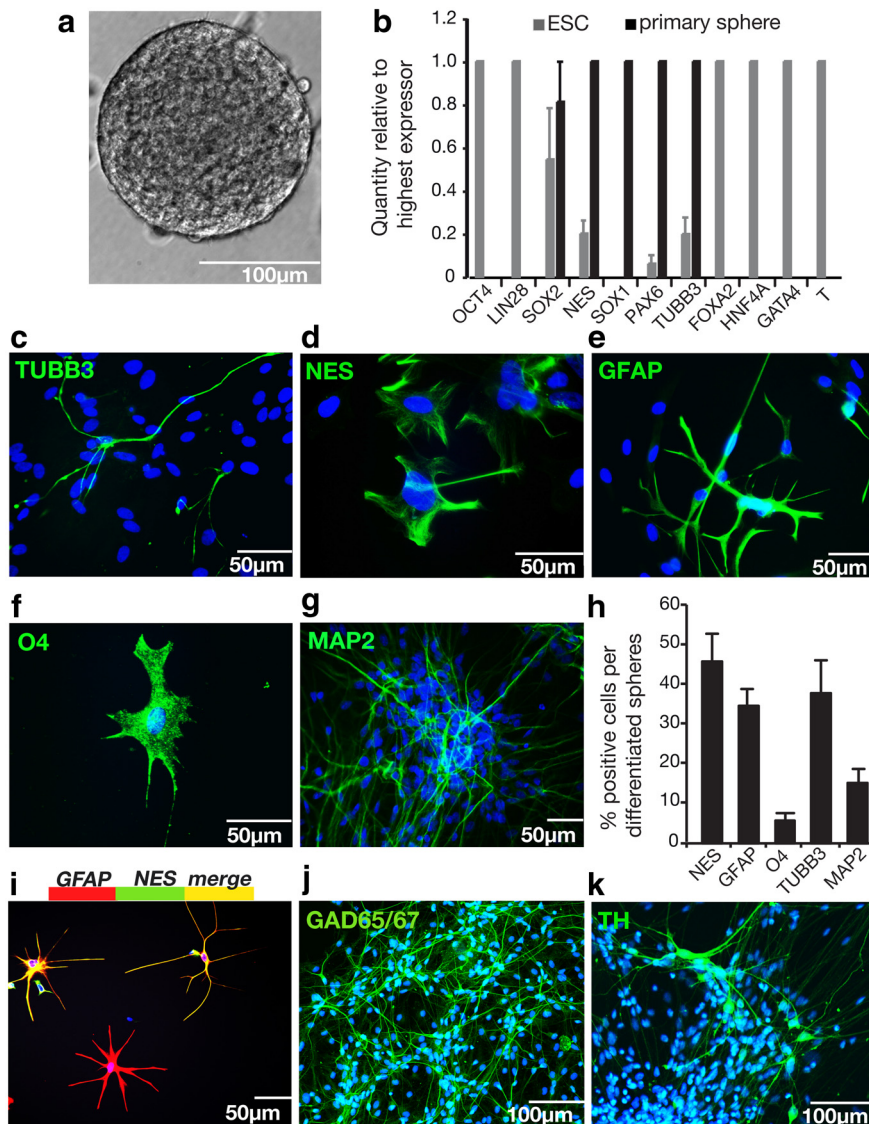 a
100μm
b
ESC
primary sphere
Quantity relative to
highest expressor
1.0
0.8
0.6
0.4
0.2
0
OCT4
LIN28
SOX2
NES
SOX1
PAX6
TUBB3
FOXA2
HNF4A
GATA4
T
c
TUBB3
50μm
d
NES
50μm
e
GFAP
50μm
f
O4
50μm
g
MAP2
50μm
h
% positive cells per
differentiated spheres
60
50
40
30
20
10
0
NES
GFAP
O4
TUBB3
MAP2
i
GFAP NES merge
50μm
j
GAD65/67
100μm
k
TH
100μm